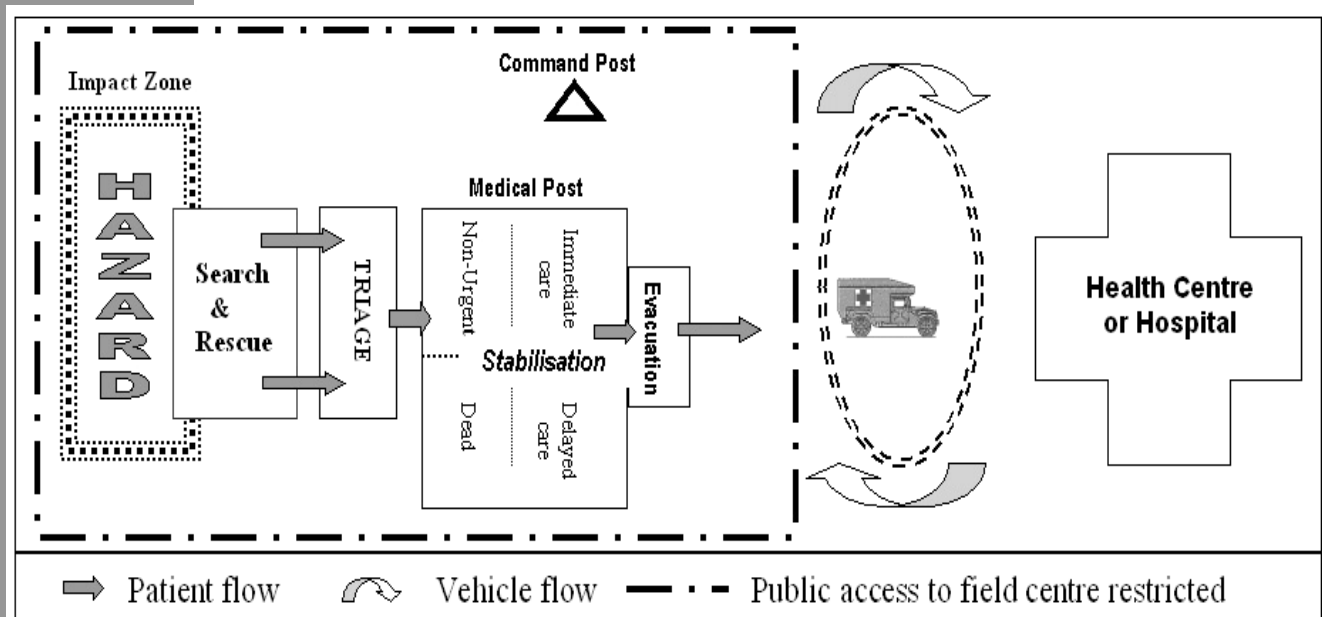 Impact Zone
Command Post
HAZARD
Search
&
Rescue
TRIAGE
Medical Post
Non-Urgent
Immediate
care
Stabilisation
Dead
Delayed
care
Evacuation
Health Centre
or Hospital
Patient flow
Vehicle flow
Public access to field centre restricted